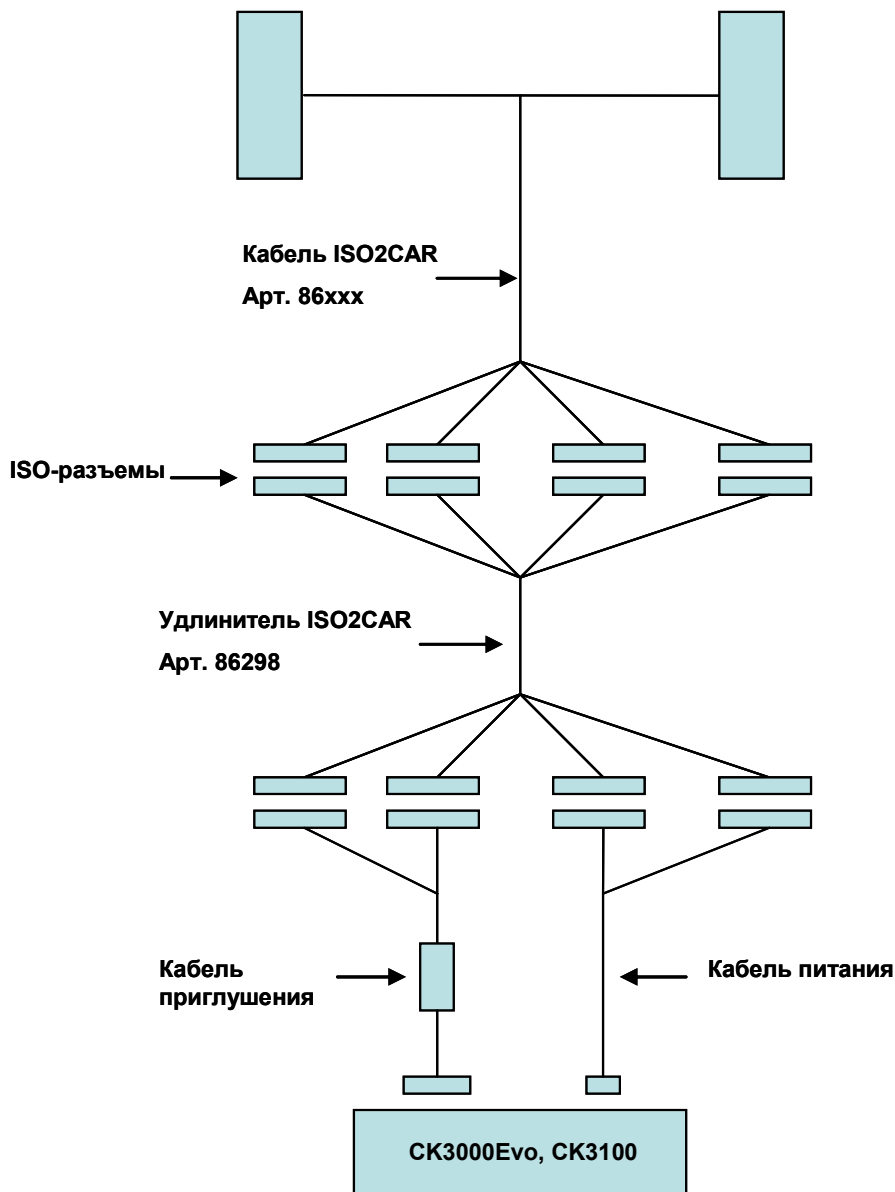 Кабель ISO2CAR
Арт. 86xxx
ISO-разъемы
Удлинитель ISO2CAR
Арт. 86298
Кабель
приглушения
Кабель питания
CK3000Evo, CK3100